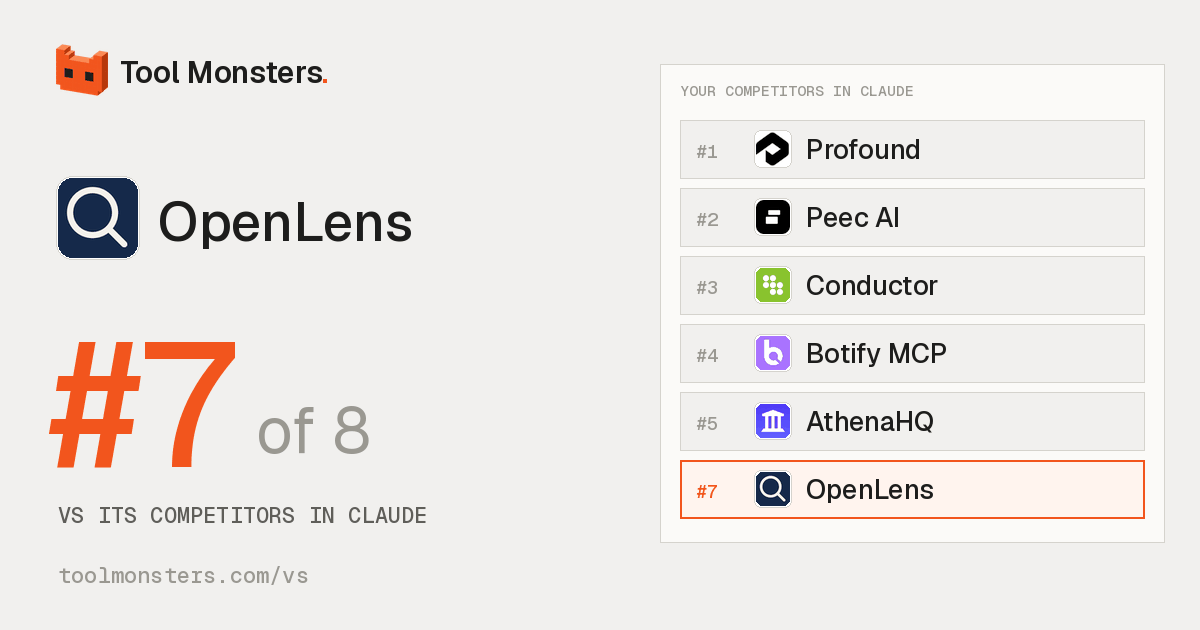 Tool Monsters.
OpenLens
#7 of 8
VS ITS COMPETITORS IN CLAUDE
toolmonsters.com/vs
YOUR COMPETITORS IN CLAUDE
#1 Profound
#2 Peec AI
#3 Conductor
#4 Botify MCP
#5 AthenaHQ
#7 OpenLens